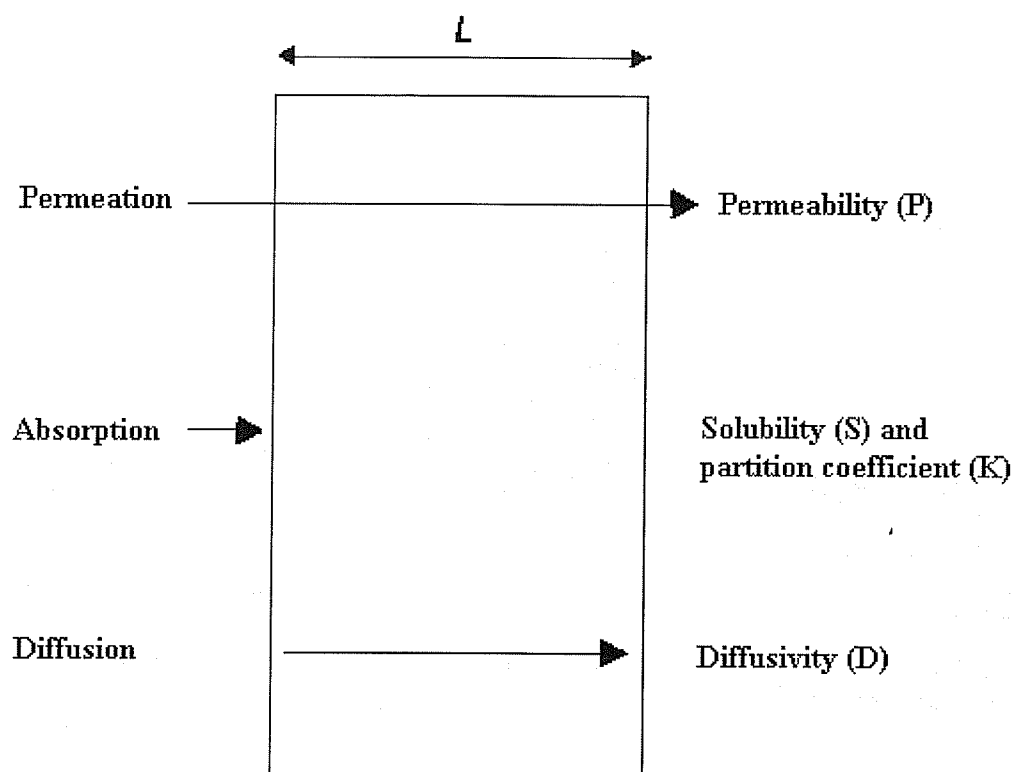 L
Permeation
Permeability (P)
Absorption
Solubility (S) and
partition coefficient (K)
Diffusion
Diffusivity (D)